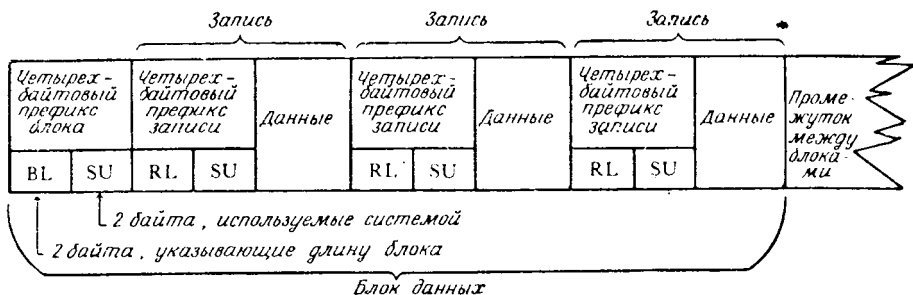 Запись
Запись
Запись
Четырех-
байтовый
префикс
блока
Четырех-
байтовый
префикс
записи
Данные
Четырех-
байтовый
префикс
записи
Данные
Четырех-
байтовый
префикс
записи
Данные
Проме-
жуток
между
блока-
ми
BL
SU
RL
SU
RL
SU
RL
SU
2 байта, используемые системой
2 байта, указывающие длину блока
Блок данных